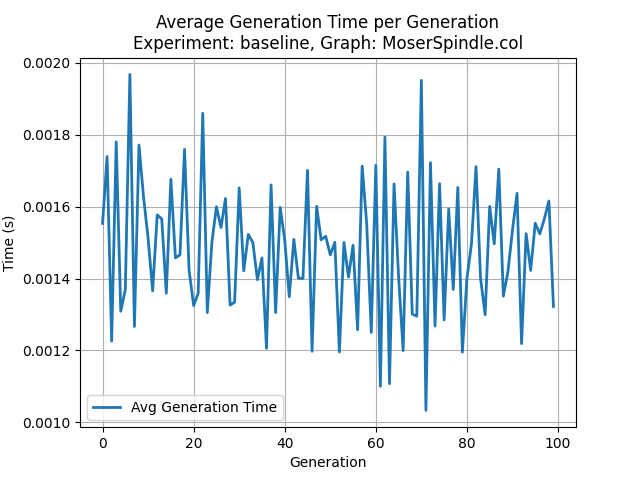 Average Generation Time per Generation
Experiment: baseline, Graph: MoserSpindle.col
Time (s)
0.0020
0.0018
0.0016
0.0014
0.0012
0.0010
Avg Generation Time
0 20 40 60 80 100
Generation